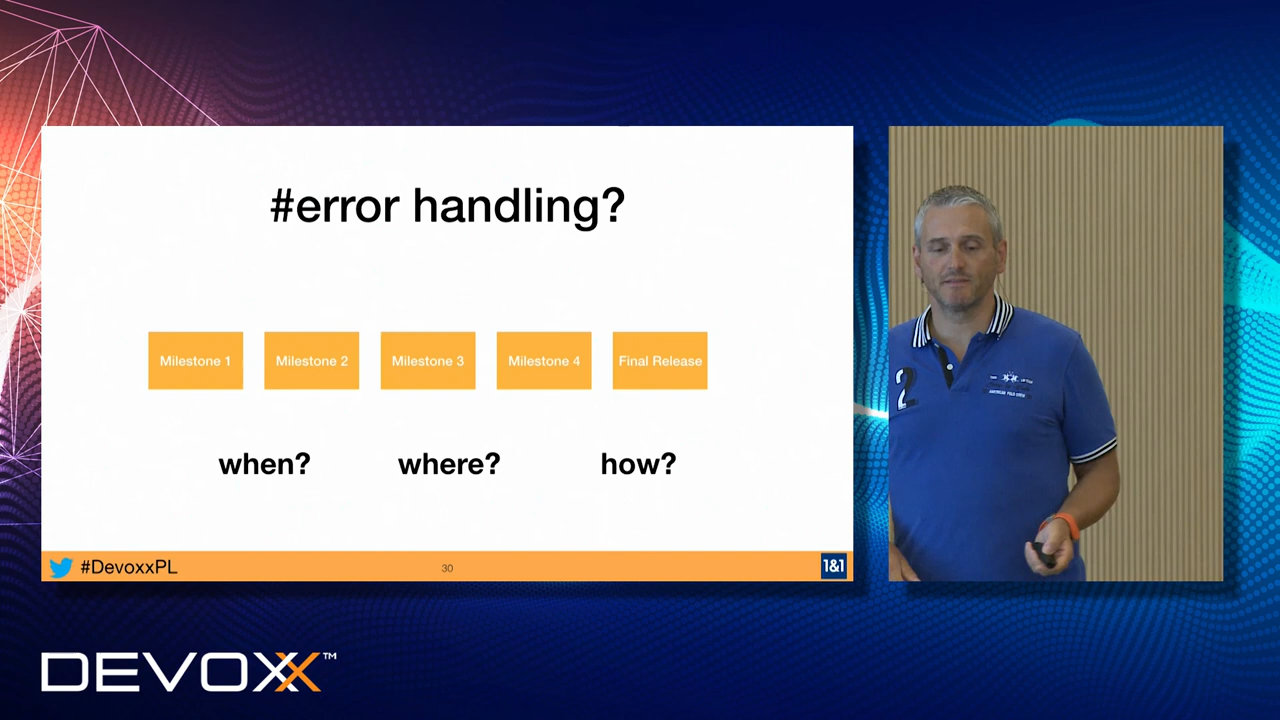 #error handling?
Milestone 1
Milestone 2
Milestone 3
Milestone 4
Final Release
when?
where?
how?
#DevoxxPL
30
1&1
2
DEVOXX™